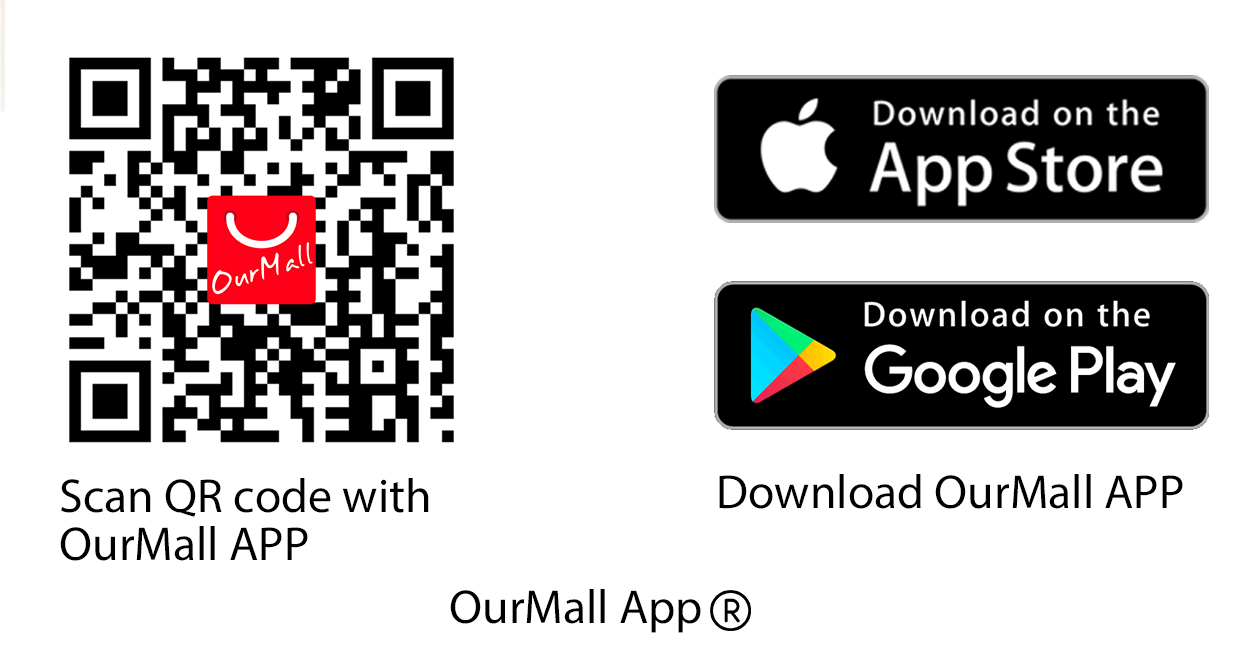 OurMall
Scan QR code with
OurMall APP
Download on the
App Store
Download on the
Google Play
Download OurMall APP
OurMall App®